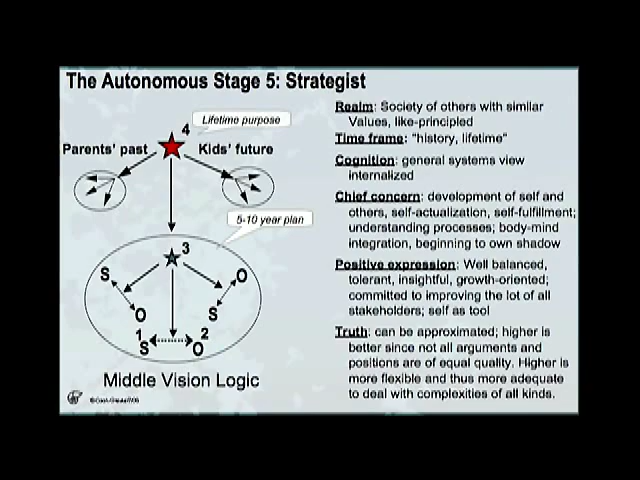 The Autonomous Stage 5: Strategist
4
Lifetime purpose
Parents' past
Kids' future
5-10 year plan
3
S
O
O
S
1
2
S
O
Middle Vision Logic
Realm: Society of others with similar
Values, like-principled
Time frame: "history, lifetime"
Cognition: general systems view
internalized
Chief concern: development of self and
others, self-actualization, self-fulfillment;
understanding processes; body-mind
integration, beginning to own shadow
Positive expression: Well balanced,
tolerant, insightful, growth-oriented;
committed to improving the lot of all
stakeholders; self as tool
Truth: can be approximated; higher is
better since not all arguments and
positions are of equal quality. Higher is
more flexible and thus more adequate
to deal with complexities of all kinds.